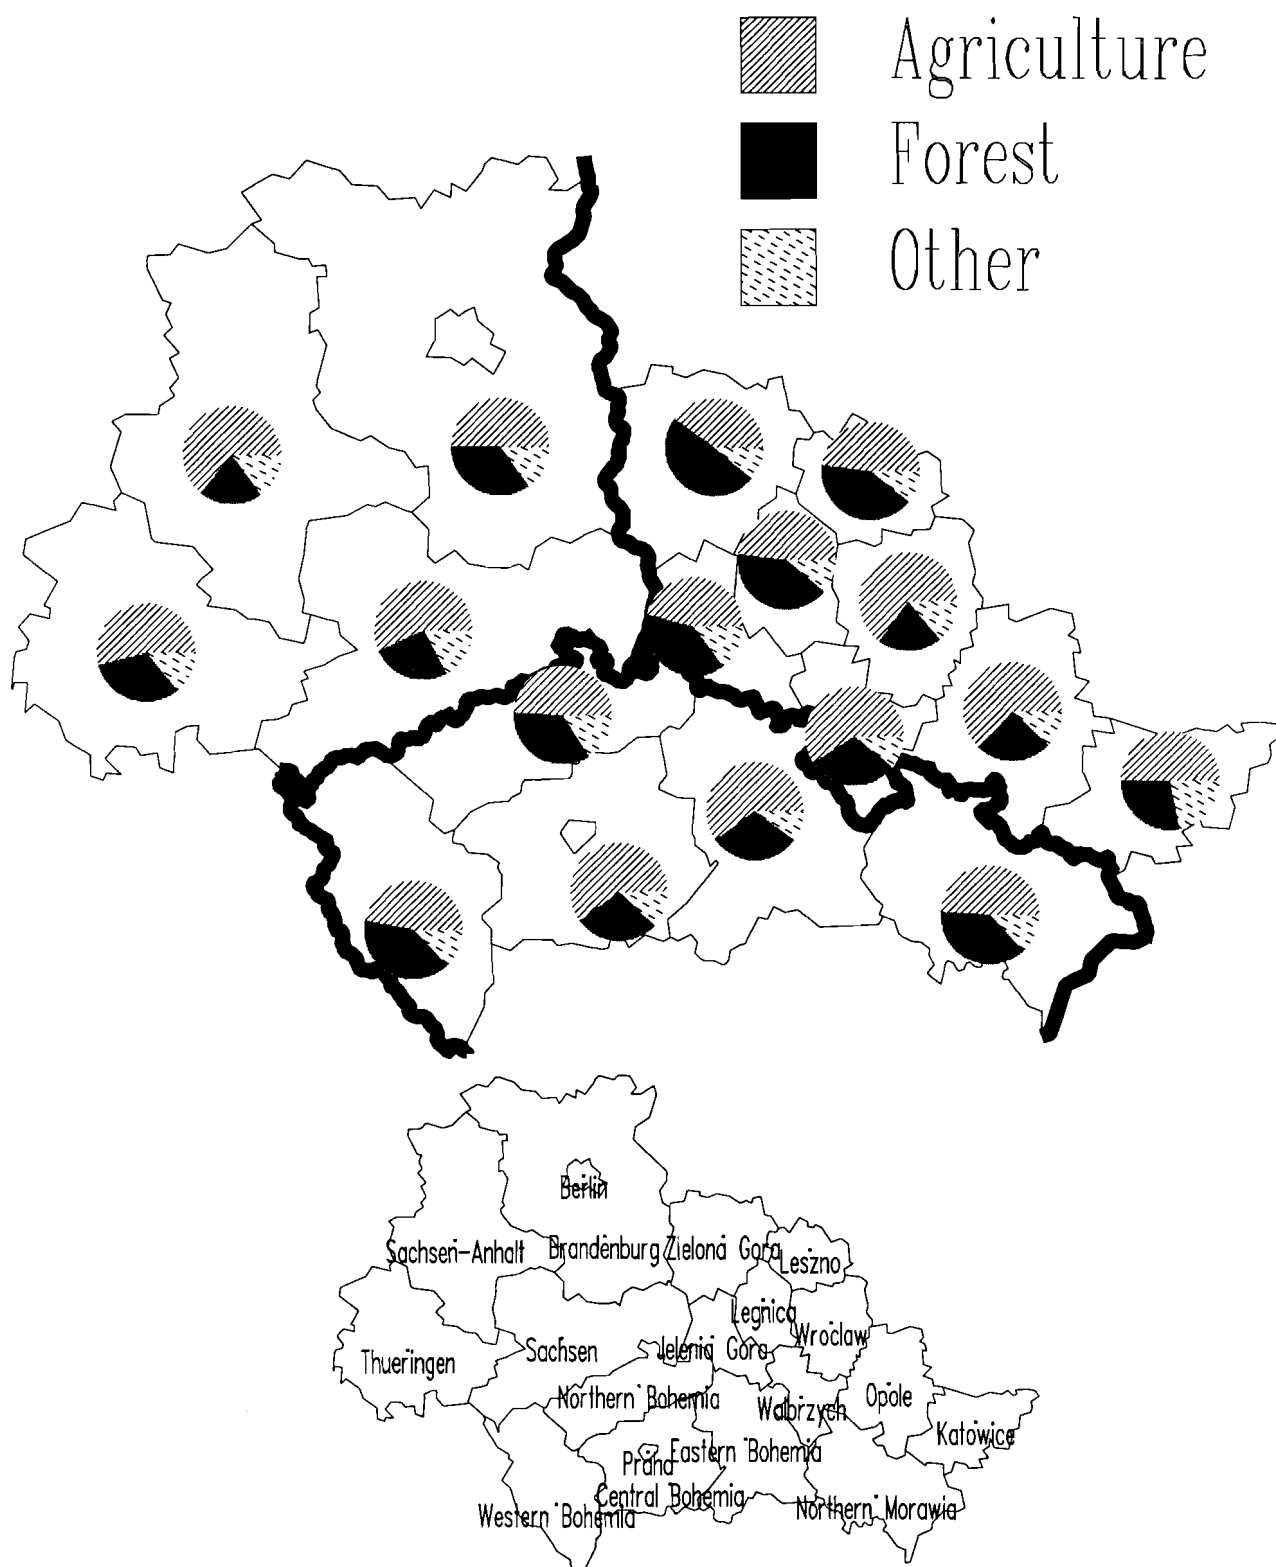 Agriculture
Forest
Other
Berlin
Sachsen-Anhalt
Brandenburg
Zielona Gora
Leszno
Legnica
Wroclaw
Thueringen
Sachsen
Jelenia Gora
Northern Bohemia
Walbrzych
Opole
Katowice
Praha
Eastern Bohemia
Central Bohemia
Western Bohemia
Northern Morawia